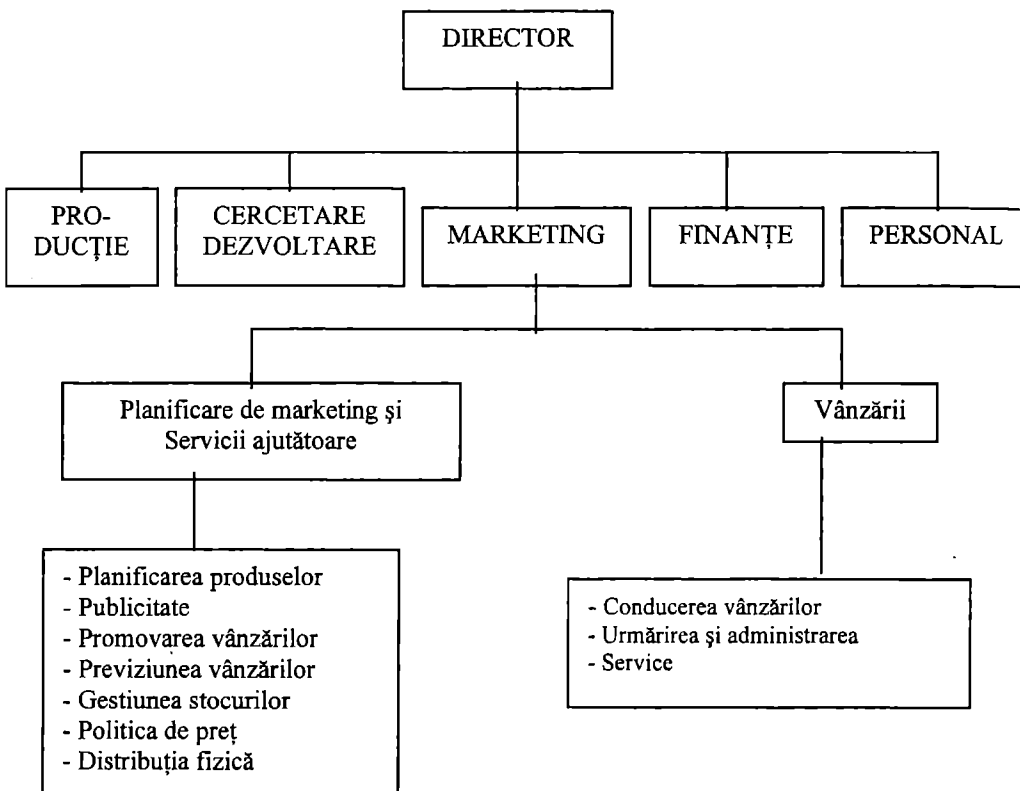 DIRECTOR
PRO-
DUCȚIE
CERCETARE
DEZVOLTARE
MARKETING
FINANȚE
PERSONAL
Planificare de marketing şi
Servicii ajutătoare
Vânzării
- Planificarea produselor
- Publicitate
- Promovarea vânzărilor
- Previziunea vânzărilor
- Gestiunea stocurilor
- Politica de preț
- Distribuția fizică
- Conducerea vânzărilor
- Urmărirea şi administrarea
- Service